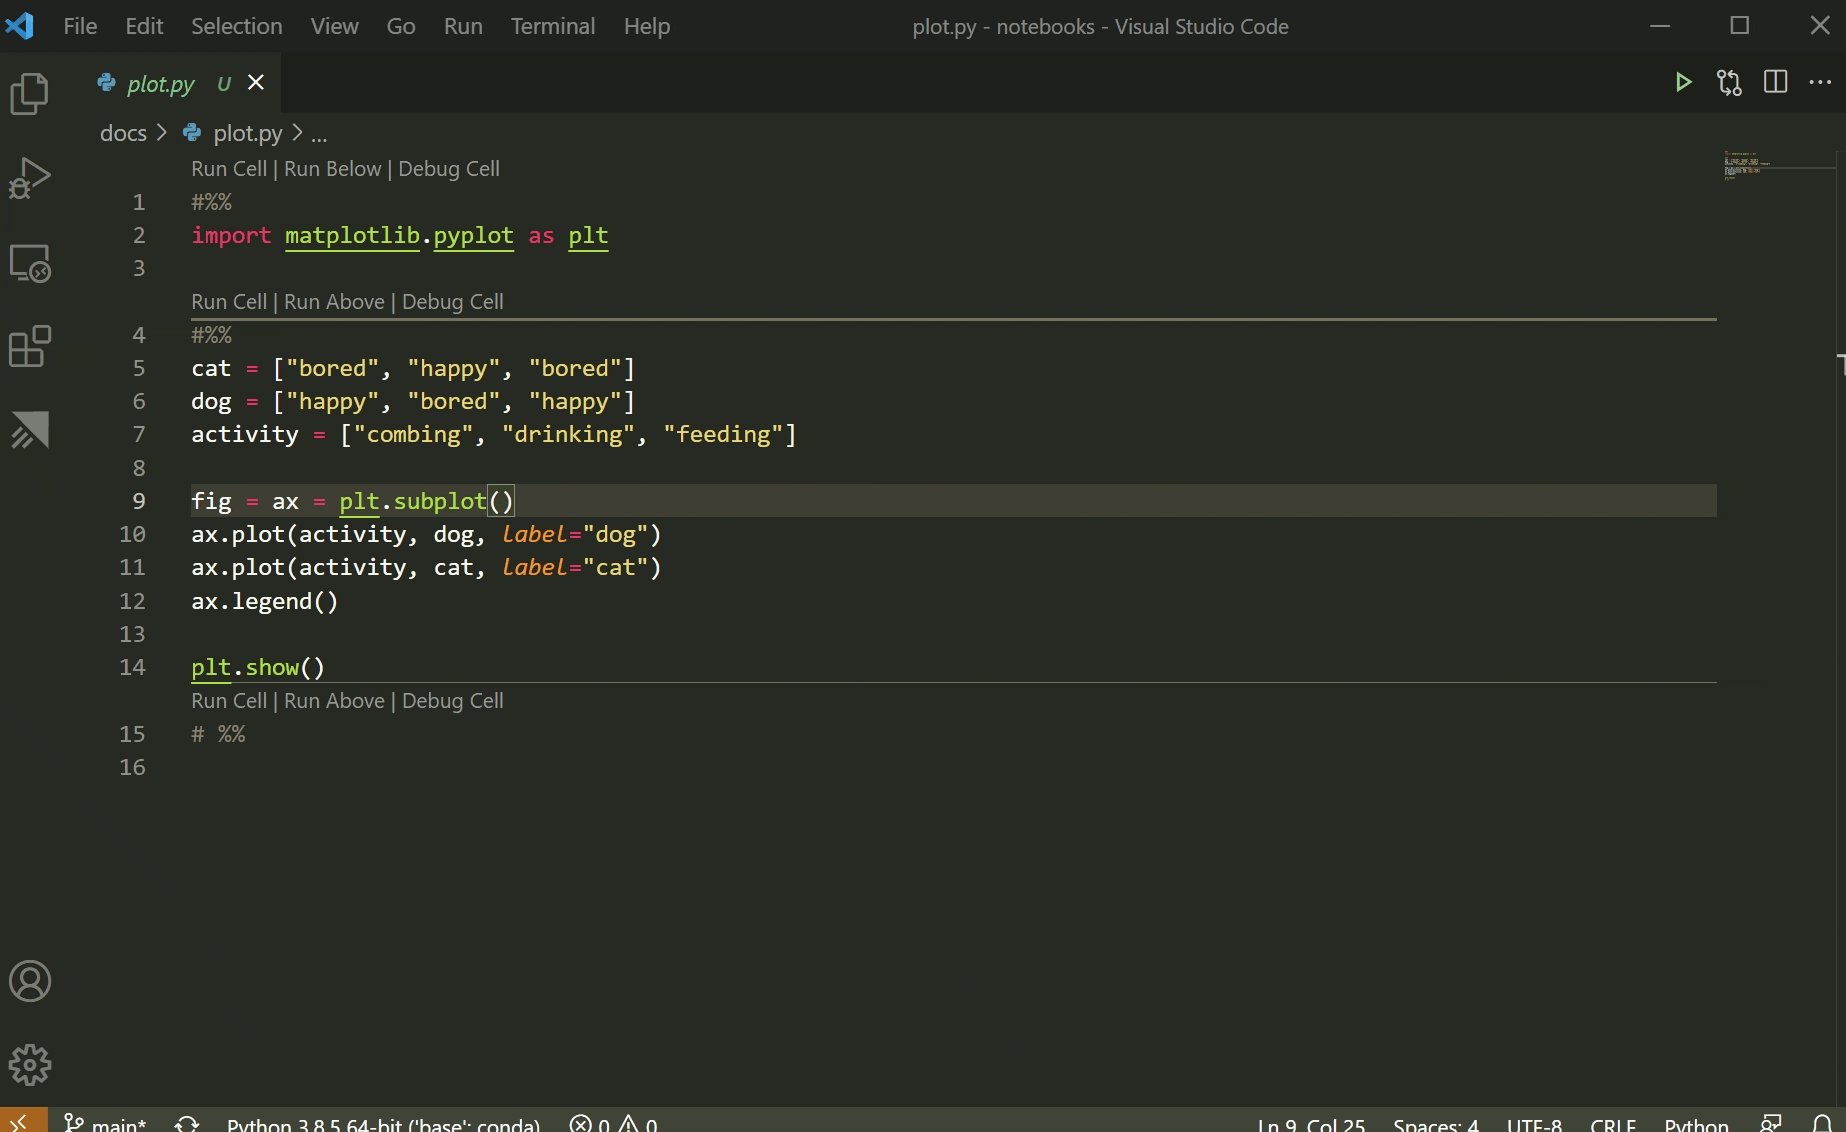 File Edit Selection View Go Run Terminal Help plot.py - notebooks - Visual Studio Code
plot.py U
docs > plot.py > ...
Run Cell | Run Below | Debug Cell
1 #%%
2 import matplotlib.pyplot as plt
3
Run Cell | Run Above | Debug Cell
4 #%%
5 cat = ["bored", "happy", "bored"]
6 dog = ["happy", "bored", "happy"]
7 activity = ["combing", "drinking", "feeding"]
8
9 fig = ax = plt.subplot()
10 ax.plot(activity, dog, label="dog")
11 ax.plot(activity, cat, label="cat")
12 ax.legend()
13
14 plt.show()
Run Cell | Run Above | Debug Cell
15 # %%
16
main* Python 3.8.5 64-bit ('base': conda) 0 0 Ln 9, Col 25 Spaces: 4 UTF-8 CRLF Python